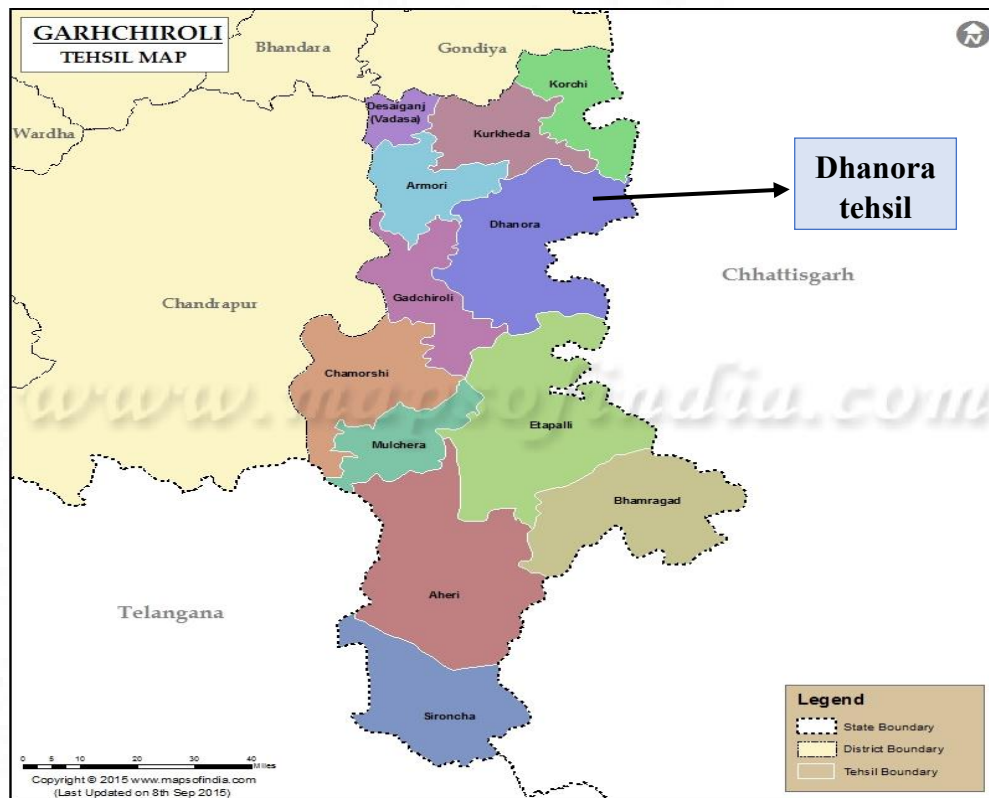 GARHCHIROLI
TEHSIL MAP
Bhandara
Gondiya
N
Korchi
Desaiganj
(Vadasa)
Wardha
Kurkheda
Dhanora
tehsil
Armori
Dhanora
Chhattisgarh
Gadchiroli
Chandrapur
Chamorshi
www.mapsofindia.com
Etapalli
Mulchera
Bhamragad
Aheri
Telangana
Sironcha
Legend
State Boundary
District Boundary
Tehsil Boundary
0 10 20 30 40
Miles
Copyright © 2015 www.mapsofindia.com
(Last Updated on 8th Sep 2015)